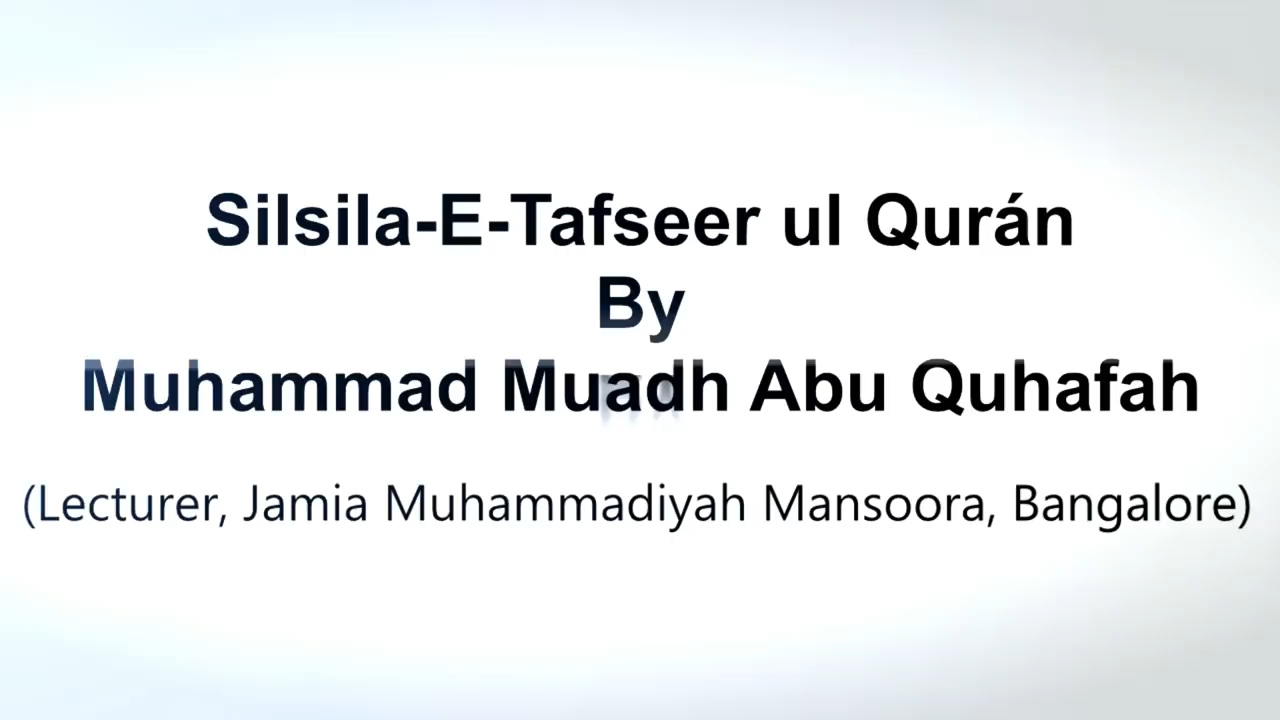 Silsila-E-Tafseer ul Qurán
By
Muhammad Muadh Abu Quhafah
(Lecturer, Jamia Muhammadiyah Mansoora, Bangalore)